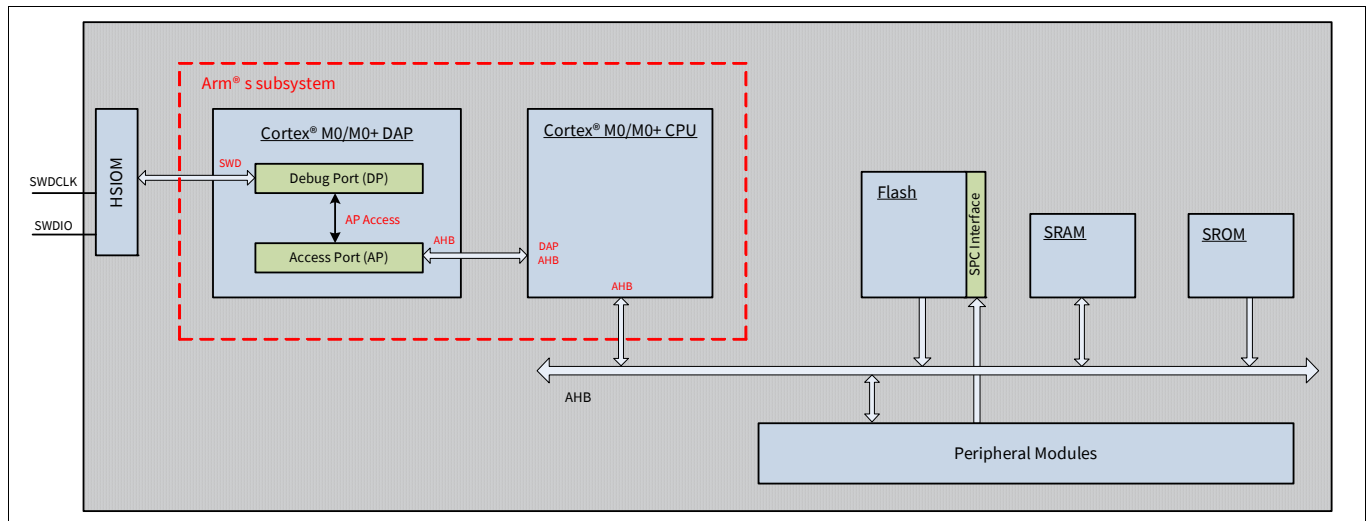 Arm® s subsystem
Cortex® M0/M0+ DAP
Cortex® M0/M0+ CPU
HSIOM
SWDCLK
SWDIO
SWD
Debug Port (DP)
AP Access
AHB
Access Port (AP)
DAP
AHB
AHB
Flash
SPC Interface
SRAM
SROM
AHB
Peripheral Modules